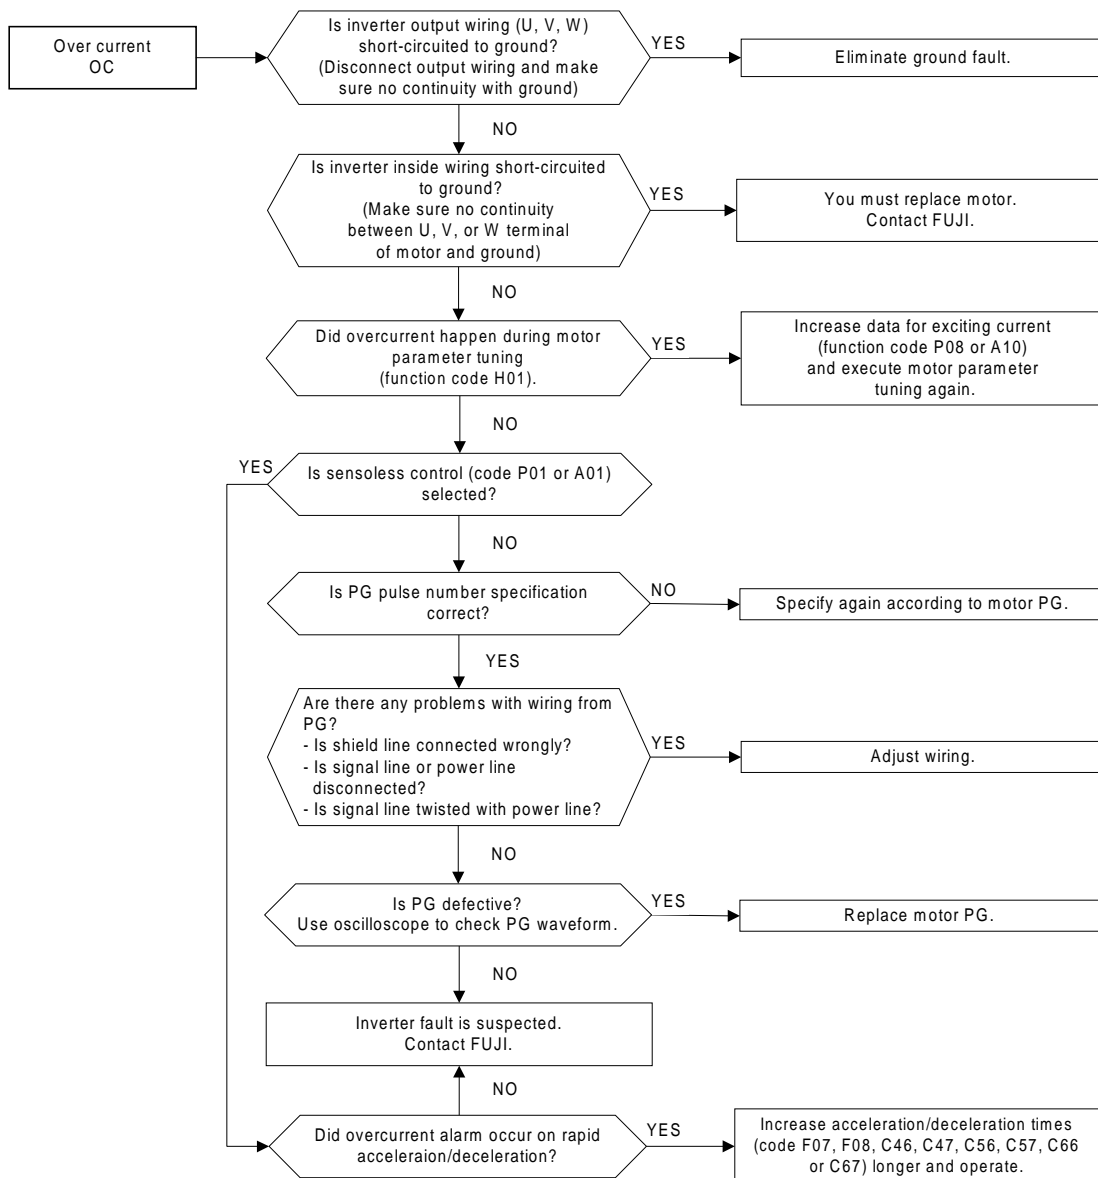 Over current
OC
Is inverter output wiring (U, V, W)
short-circuited to ground?
(Disconnect output wiring and make
sure no continuity with ground)
YES
Eliminate ground fault.
NO
Is inverter inside wiring short-circuited
to ground?
(Make sure no continuity
between U, V, or W terminal
of motor and ground)
YES
You must replace motor.
Contact FUJI.
NO
Did overcurrent happen during motor
parameter tuning
(function code H01).
YES
Increase data for exciting current
(function code P08 or A10)
and execute motor parameter
tuning again.
NO
YES
Is sensoless control (code P01 or A01)
selected?
NO
Is PG pulse number specification
correct?
NO
Specify again according to motor PG.
YES
Are there any problems with wiring from
PG?
- Is shield line connected wrongly?
- Is signal line or power line
disconnected?
- Is signal line twisted with power line?
YES
Adjust wiring.
NO
Is PG defective?
Use oscilloscope to check PG waveform.
YES
Replace motor PG.
NO
Inverter fault is suspected.
Contact FUJI.
NO
Did overcurrent alarm occur on rapid
acceleraion/deceleration?
YES
Increase acceleration/deceleration times
(code F07, F08, C46, C47, C56, C57, C66
or C67) longer and operate.